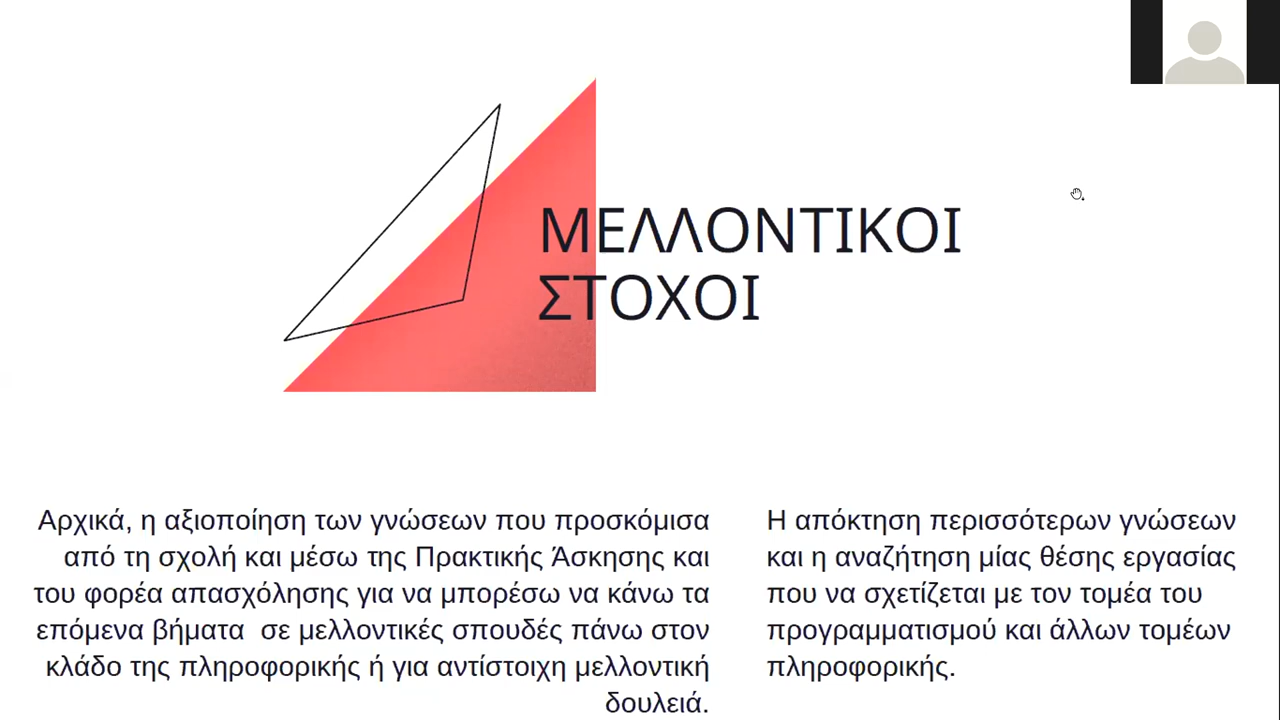 ΜΕΛΛΟΝΤΙΚΟΙ
ΣΤΟΧΟΙ
Αρχικά, η αξιοποίηση των γνώσεων που προσκόμισα
από τη σχολή και μέσω της Πρακτικής Άσκησης και
του φορέα απασχόλησης για να μπορέσω να κάνω τα
επόμενα βήματα  σε μελλοντικές σπουδές πάνω στον
κλάδο της πληροφορικής ή για αντίστοιχη μελλοντική
δουλειά.
Η απόκτηση περισσότερων γνώσεων
και η αναζήτηση μίας θέσης εργασίας
που να σχετίζεται με τον τομέα του
προγραμματισμού και άλλων τομέων
πληροφορικής.